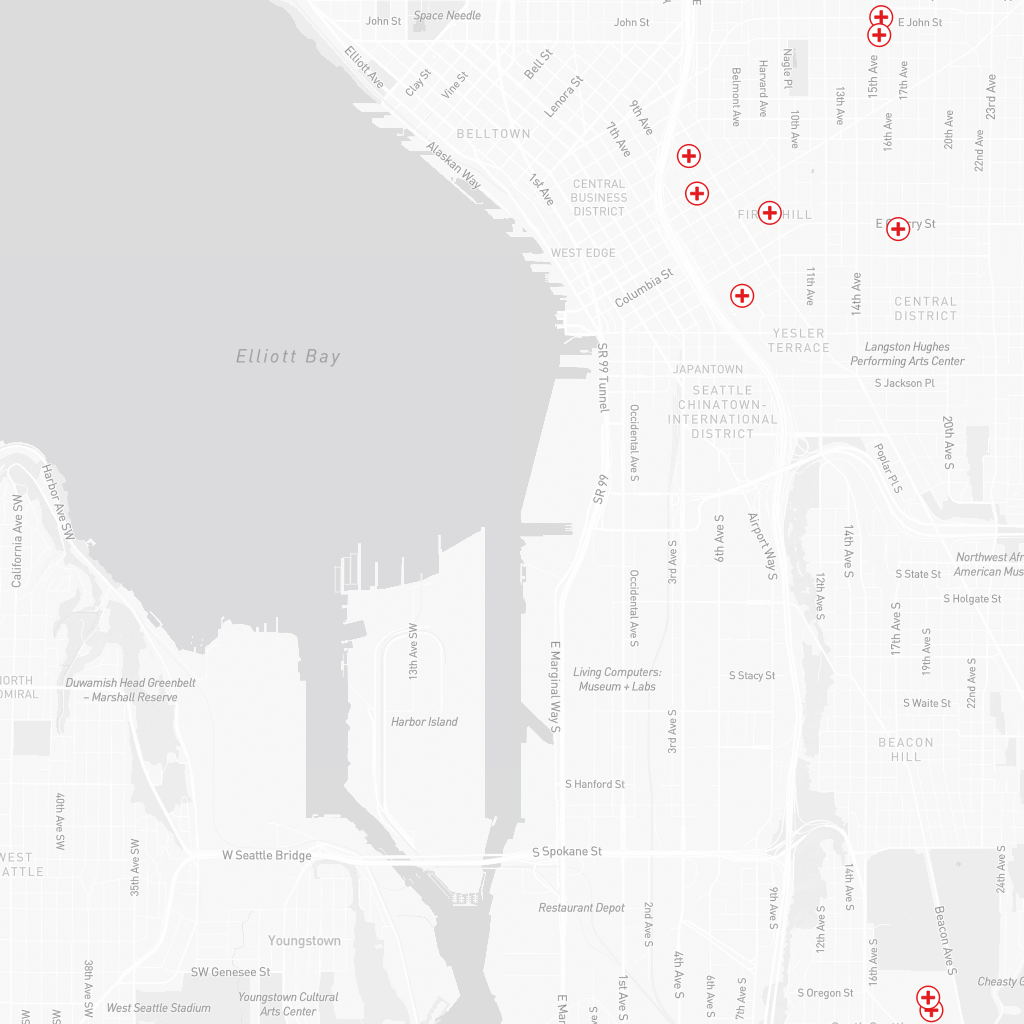 John St
Space Needle
John St
E John St
Elliott Ave
Clay St
Vine St
Bell St
Lenora St
9th Ave
7th Ave
Belmont Ave
Harvard Ave
Nagle Pl
10th Ave
13th Ave
15th Ave
17th Ave
16th Ave
20th Ave
22nd Ave
23rd Ave
BELLTOWN
Alaskan Way
1st Ave
CENTRAL
BUSINESS
DISTRICT
WEST EDGE
Columbia St
11th Ave
14th Ave
CENTRAL
DISTRICT
YESLER
TERRACE
Langston Hughes
Performing Arts Center
S Jackson Pl
Elliott Bay
SR 99 Tunnel
JAPANTOWN
SEATTLE
CHINATOWN-
INTERNATIONAL
DISTRICT
Occidental Ave S
20th Ave S
Poplar Pl S
Harbor Ave SW
California Ave SW
SR 99
6th Ave S
Airport Way S
3rd Ave S
14th Ave S
12th Ave S
Occidental Ave S
Northwest Afr
American Mus
S State St
S Holgate St
17th Ave S
19th Ave S
22nd Ave S
13th Ave SW
E Marginal Way S
Living Computers:
Museum + Labs
S Stacy St
S Waite St
Duwamish Head Greenbelt
– Marshall Reserve
Harbor Island
3rd Ave S
BEACON
HILL
S Hanford St
40th Ave SW
35th Ave SW
W Seattle Bridge
S Spokane St
24th Ave S
14th Ave S
9th Ave S
12th Ave S
16th Ave S
Beacon Ave S
Restaurant Depot
2nd Ave S
Youngstown
SW Genesee St
38th Ave SW
West Seattle Stadium
Youngstown Cultural
Arts Center
4th Ave S
1st Ave S
6th Ave S
7th Ave S
S Oregon St